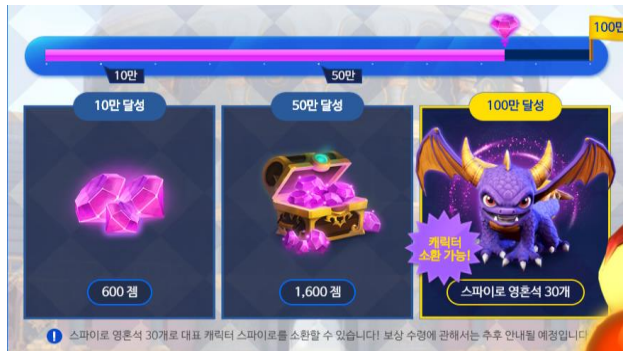 100만
10만
50만
10만 달성
50만 달성
100만 달성
캐릭터
소환 가능!
600 젬
1,600 젬
스파이로 영혼석 30개
스파이로 영혼석 30개로 대표 캐릭터 스파이로를 소환할 수 있습니다! 보상 수령에 관해서는 추후 안내될 예정입니다